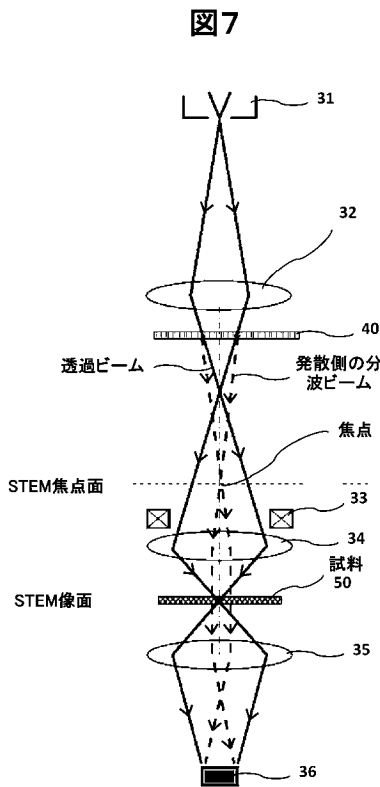 図7
31
32
40
透過ビーム
発散側の分
波ビーム
焦点
STEM焦点面
33
34
試料
50
STEM像面
35
36